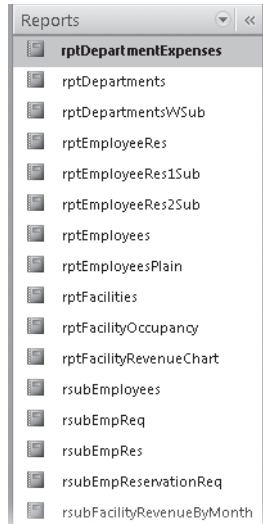 Reports
rptDepartmentExpenses
rptDepartments
rptDepartmentsWSub
rptEmployeeRes
rptEmployeeRes1Sub
rptEmployeeRes2Sub
rptEmployees
rptEmployeesPlain
rptFacilities
rptFacilityOccupancy
rptFacilityRevenueChart
rsubEmployees
rsubEmpReq
rsubEmpRes
rsubEmpReservationReq
rsubFacilityRevenueByMonth